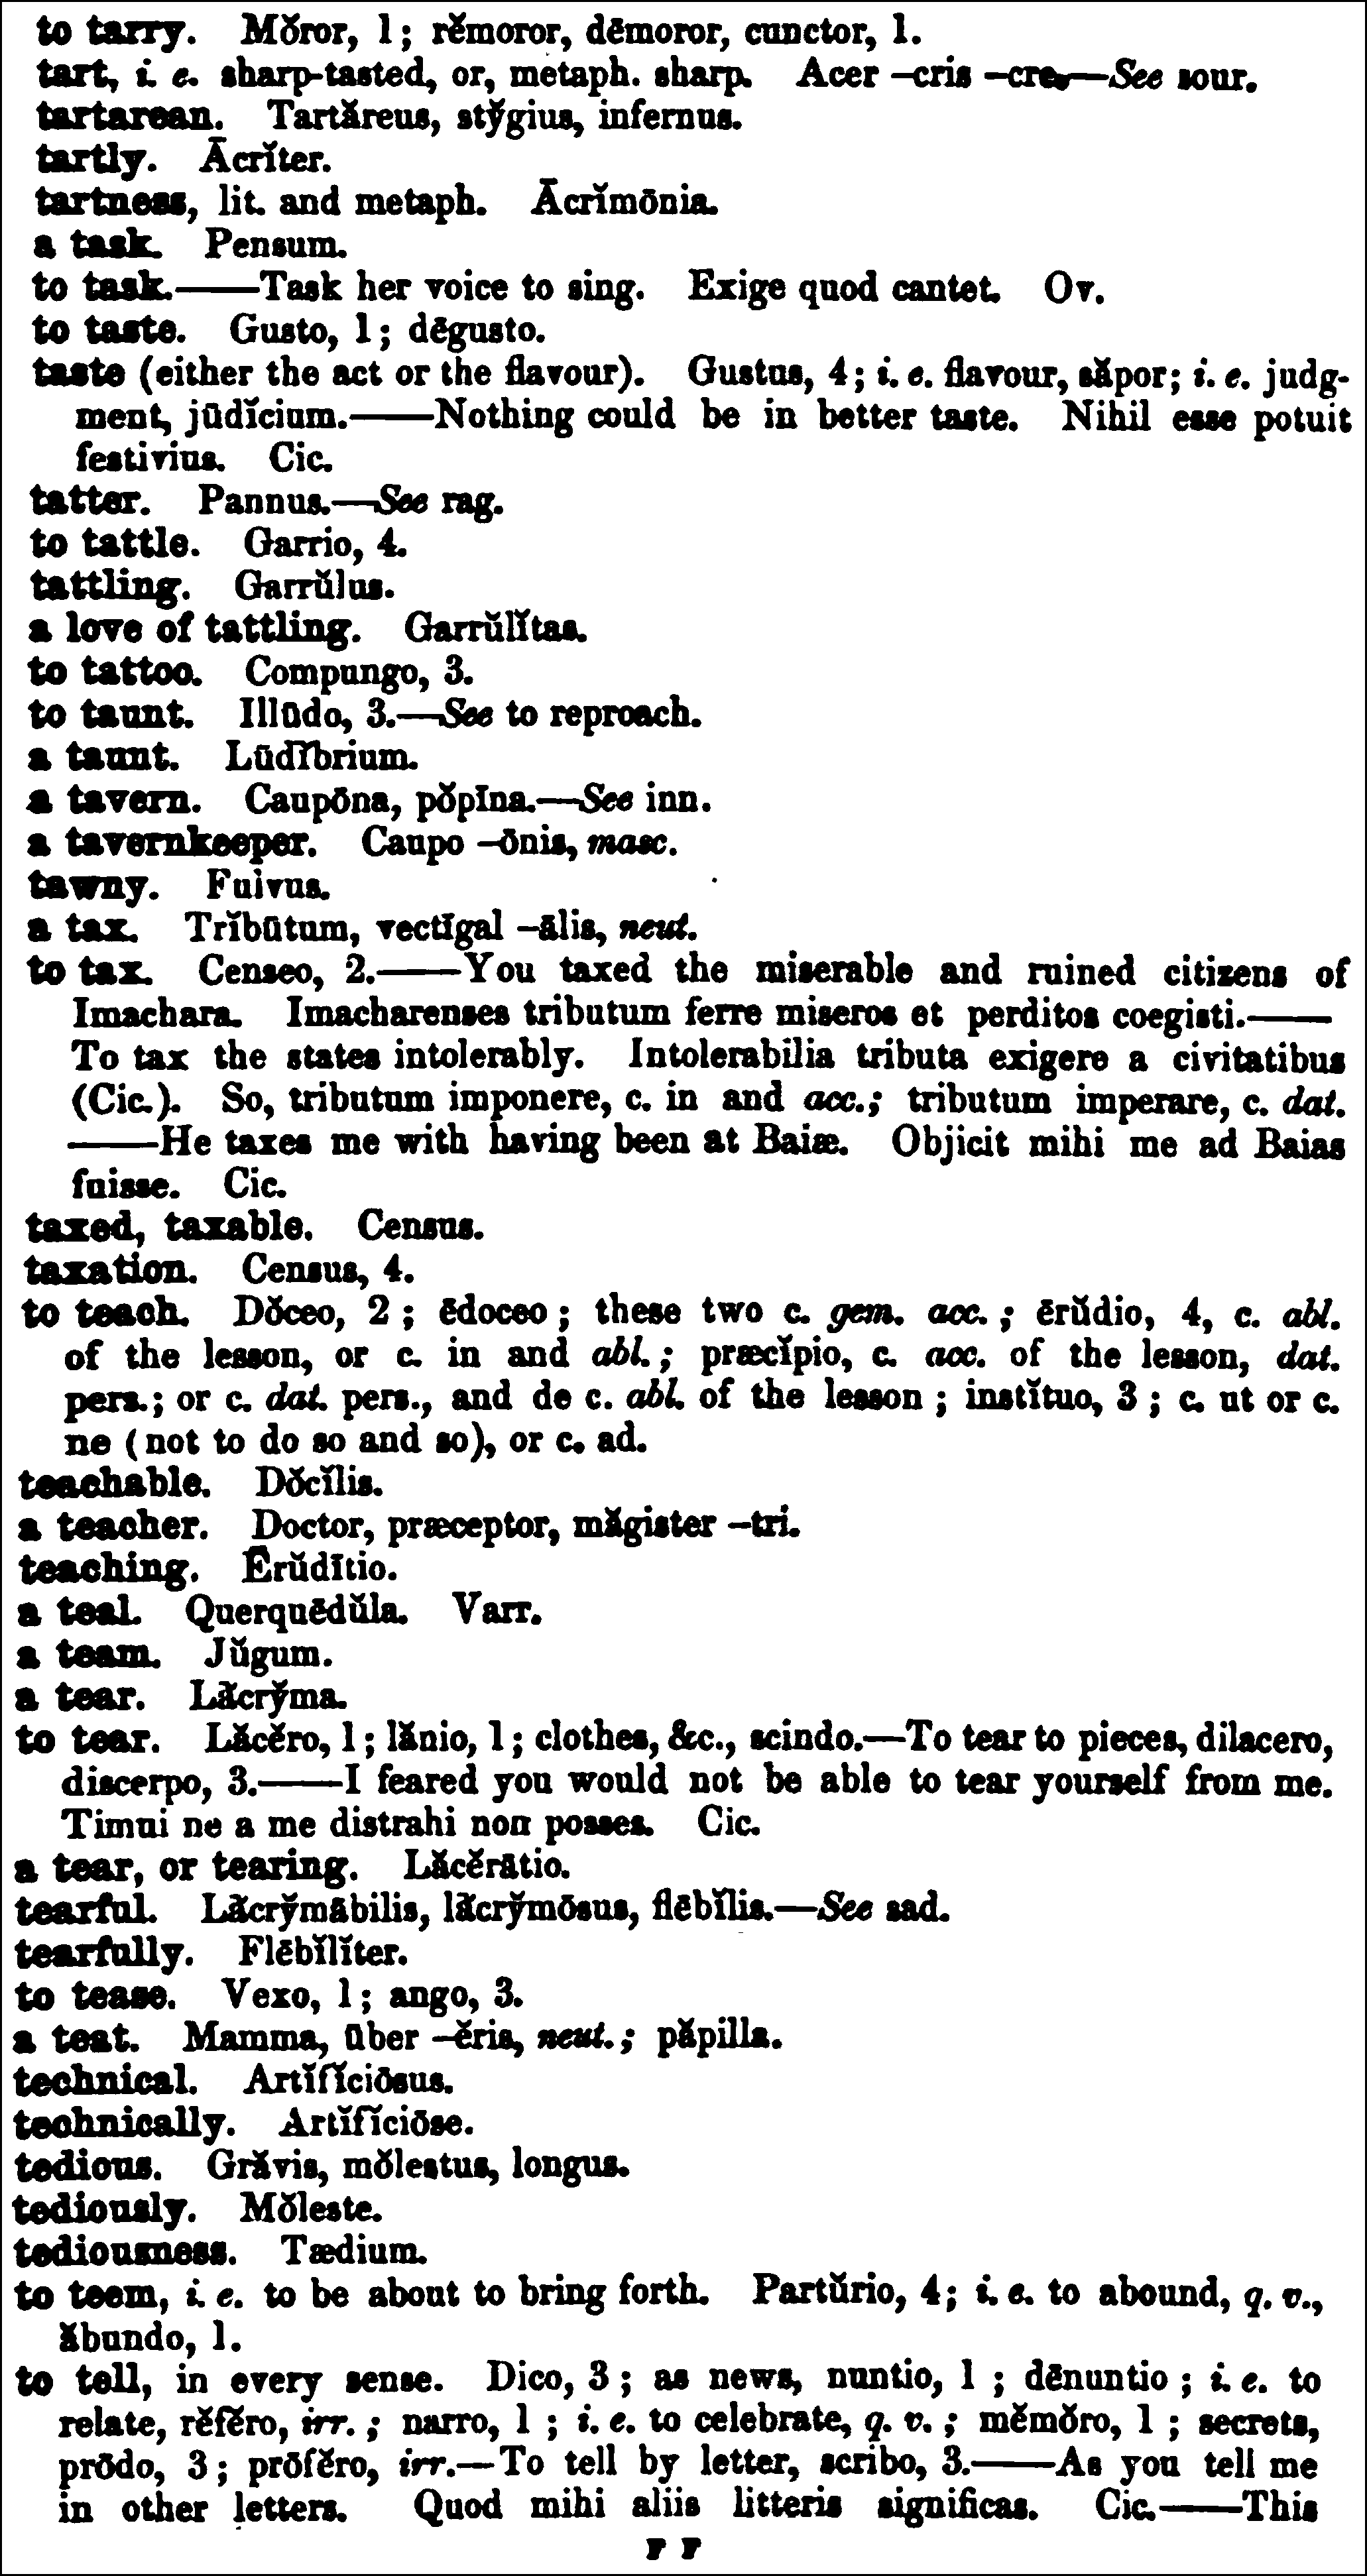 to tarry. Mŏror, 1; rĕmoror, dēmoror, cunctor, 1.
tart, i. e. sharp-tasted, or, metaph. sharp. Acer –cris –cre.—See sour.
tartarean. Tartăreus, stўgius, infernus.
tartly. Ācrĭter.
tartness, lit. and metaph. Ācrĭmōnia.
a task. Pensum.
to task.——Task her voice to sing. Exige quod cantet. Ov.
to taste. Gusto, 1; dēgusto.
taste (either the act or the flavour). Gustus, 4; i. e. flavour, săpor; i. e. judg-
ment, jūdĭcium.——Nothing could be in better taste. Nihil esse potuit
festivius. Cic.
tatter. Pannus.—See rag.
to tattle. Garrio, 4.
tattling. Garrŭlus.
a love of tattling. Garrŭlĭtas.
to tattoo. Compungo, 3.
to taunt. Illūdo, 3.—See to reproach.
a taunt. Lūdībrium.
a tavern. Caupōna, pŏpīna.—See inn.
a tavernkeeper. Caupo –ōnis, masc.
tawny. Fulvus.
a tax. Trĭbūtum, vectīgal –ālis, neut.
to tax. Censeo, 2.——You taxed the miserable and ruined citizens of
Imachara. Imacharenses tributum ferre miseros et perditos coegisti.——
To tax the states intolerably. Intolerabilia tributa exigere a civitatibus
(Cic.). So, tributum imponere, c. in and acc.; tributum imperare, c. dat.
——He taxes me with having been at Baiæ. Objicit mihi me ad Baias
fuisse. Cic.
taxed, taxable. Census.
taxation. Census, 4.
to teach. Dŏceo, 2; ēdoceo; these two c. gem. acc.; ērŭdio, 4, c. abl.
of the lesson, or c. in and abl.; præcĭpio, c. acc. of the lesson, dat.
pers.; or c. dat. pers., and de c. abl. of the lesson; instĭtuo, 3; c. ut or c.
ne (not to do so and so), or c. ad.
teachable. Dŏcĭlis.
a teacher. Doctor, præceptor, măgister –tri.
teaching. Ērŭdītio.
a teal. Querquēdŭla. Varr.
a team. Jŭgum.
a tear. Lăcrўma.
to tear. Lăcĕro, 1; lănio, 1; clothes, &c., scindo.—To tear to pieces, dilacero,
discerpo, 3.——I feared you would not be able to tear yourself from me.
Timui ne a me distrahi non posses. Cic.
a tear, or tearing. Lăcĕrātio.
tearful. Lăcrўmābilis, lăcrўmōsus, flēbĭlis.—See sad.
tearfully. Flēbĭlĭter.
to tease. Vexo, 1; ango, 3.
a teat. Mamma, ūber –ĕris, neut.; păpilla.
technical. Artĭfĭciōsus.
technically. Artĭfĭciōse.
tedious. Grăvis, mŏlestus, longus.
tediously. Mŏleste.
tediousness. Tædium.
to teem, i. e. to be about to bring forth. Partŭrio, 4; i. e. to abound, q. v.,
ăbundo, 1.
to tell, in every sense. Dico, 3; as news, nuntio, 1; dēnuntio; i. e. to
relate, rĕfĕro, irr.; narro, 1; i. e. to celebrate, q. v.; mĕmŏro, 1; secrets,
prōdo, 3; prōfĕro, irr.—To tell by letter, scribo, 3.——As you tell me
in other letters. Quod mihi aliis litteris significas. Cic.——This
F F